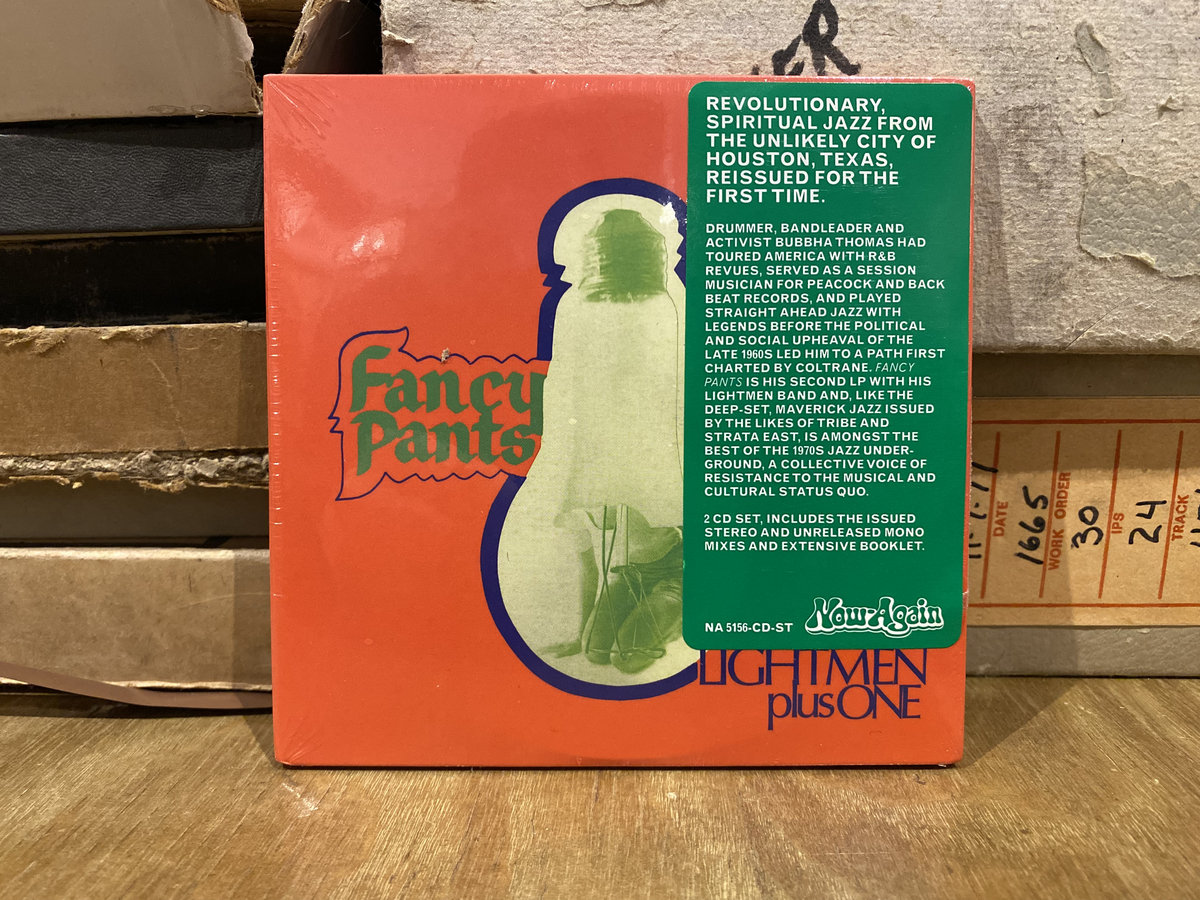 ER
REVOLUTIONARY,
SPIRITUAL JAZZ FROM
THE UNLIKELY CITY OF
HOUSTON, TEXAS,
REISSUED FOR THE
FIRST TIME.
DRUMMER, BANDLEADER AND
ACTIVIST BUBBHA THOMAS HAD
TOURED AMERICA WITH R&B
REVUES, SERVED AS A SESSION
MUSICIAN FOR PEACOCK AND BACK
BEAT RECORDS, AND PLAYED
STRAIGHT AHEAD JAZZ WITH
LEGENDS BEFORE THE POLITICAL
AND SOCIAL UPHEAVAL OF THE
LATE 1960S LED HIM TO A PATH FIRST
CHARTED BY COLTRANE. FANCY
PANTS IS HIS SECOND LP WITH HIS
LIGHTMEN BAND AND, LIKE THE
DEEP-SET, MAVERICK JAZZ ISSUED
BY THE LIKES OF TRIBE AND
STRATA EAST, IS AMONGST THE
BEST OF THE 1970S JAZZ UNDER-
GROUND, A COLLECTIVE VOICE OF
RESISTANCE TO THE MUSICAL AND
CULTURAL STATUS QUO.
2 CD SET, INCLUDES THE ISSUED
STEREO AND UNRELEASED MONO
MIXES AND EXTENSIVE BOOKLET.
NA 5156-CD-ST Now-Again
Fancy
Pants
LIGHTMEN
plus ONE
DATE
1665
WORK ORDER
30
IPS
24
TRACK